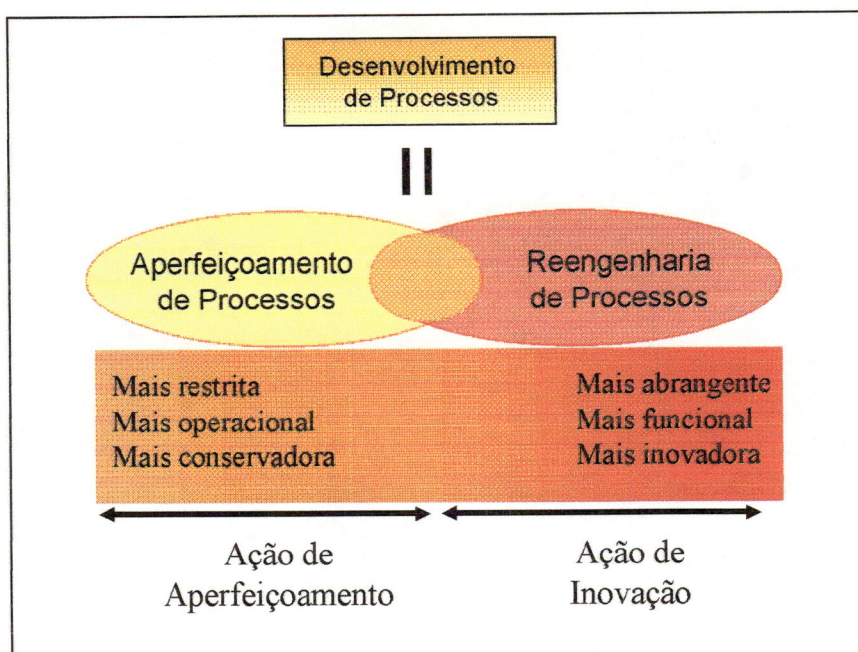 Desenvolvimento
de Processos
Aperfeiçoamento
de Processos
Reengenharia
de Processos
Mais restrita
Mais operacional
Mais conservadora
Mais abrangente
Mais funcional
Mais inovadora
Ação de
Aperfeiçoamento
Ação de
Inovação